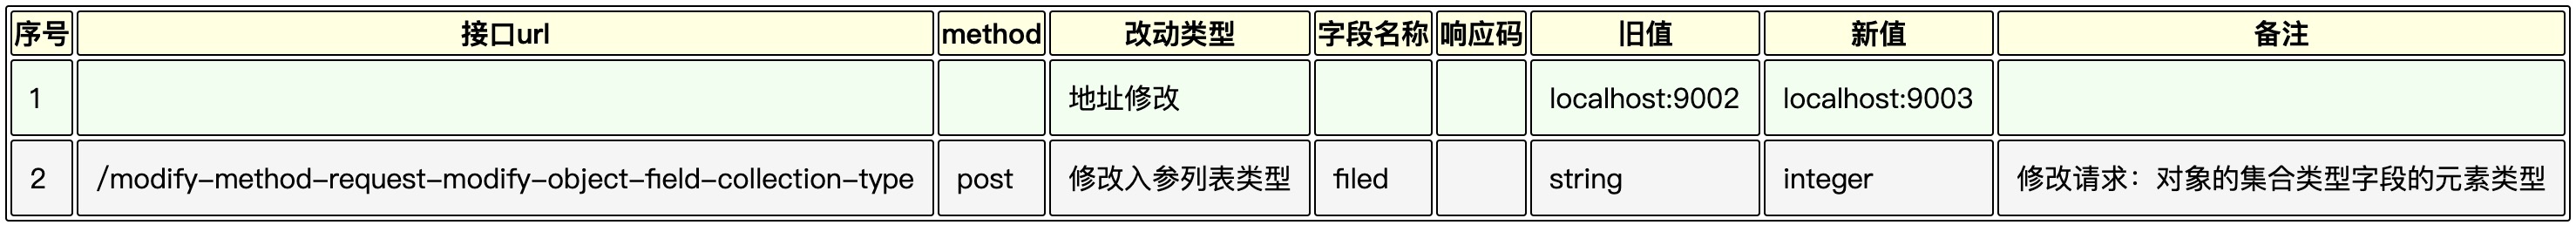 序号 接口url method 改动类型 字段名称 响应码 旧值 新值 备注
1 地址修改 localhost:9002 localhost:9003
2 /modify-method-request-modify-object-field-collection-type post 修改入参列表类型 filed string integer 修改请求：对象的集合类型字段的元素类型